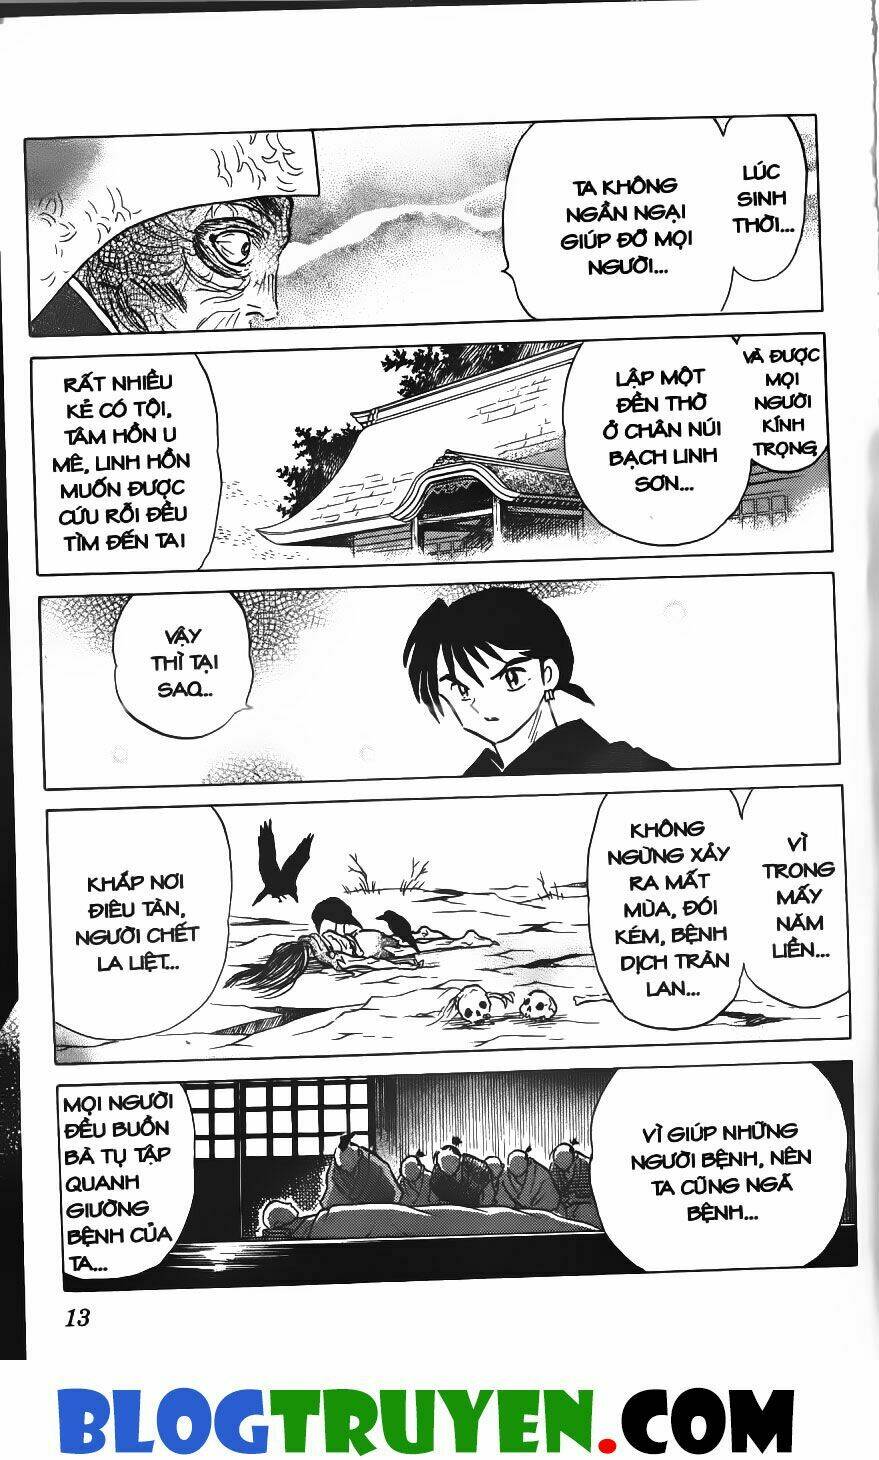 LÚC
SINH
THỜI...
TA KHÔNG
NGẦN NGẠI
GIÚP ĐỠ MỌI
NGƯỜI...
VÀ ĐƯỢC
MỌI
NGƯỜI
KÍNH
TRỌNG,
LẬP MỘT
ĐỀN THỜ
Ở CHÂN NÚI
BẠCH LINH
SƠN...
RẤT NHIỀU
KẺ CÓ TỘI,
TÂM HỒN U
MÊ, LINH HỒN
MUỐN ĐƯỢC
CỨU RỖI ĐỀU
TÌM ĐẾN TA!
VẬY
THÌ TẠI
SAO...
VÌ
TRONG
MẤY
NĂM
LIỀN...
KHÔNG
NGỪNG XẢY
RA MẤT
MÙA, ĐÓI
KÉM, BỆNH
DỊCH TRÀN
LAN...
KHẮP NƠI
ĐIÊU TÀN,
NGƯỜI CHẾT
LA LIỆT...
VÌ GIÚP NHỮNG
NGƯỜI BỆNH, NÊN
TA CŨNG NGÃ
BỆNH...
MỌI NGƯỜI
ĐỀU BUỒN
BÃ TỤ TẬP
QUANH
GIƯỜNG
BỆNH CỦA
TA...
13
BLOGTRUYEN.COM